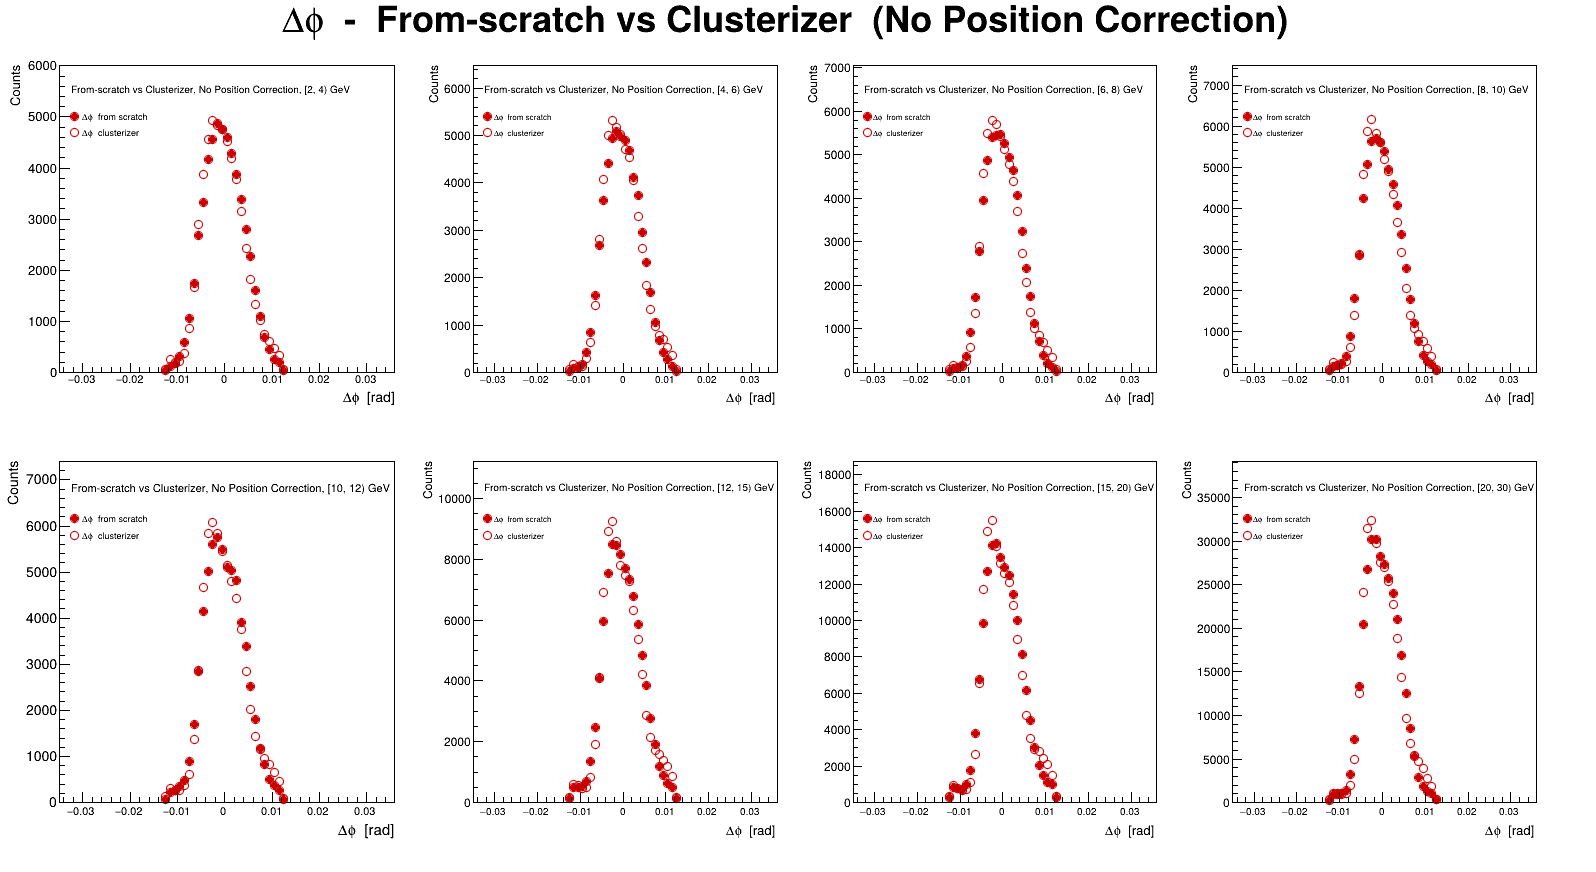 Δϕ - From-scratch vs Clusterizer (No Position Correction)
Counts
6000
5000
4000
3000
2000
1000
0
From-scratch vs Clusterizer, No Position Correction, [2, 4) GeV
Δϕ from scratch
Δϕ clusterizer
−0.03 −0.02 −0.01 0 0.01 0.02 0.03
Δϕ [rad]
Counts
6000
5000
4000
3000
2000
1000
0
From-scratch vs Clusterizer, No Position Correction, [4, 6) GeV
Δϕ from scratch
Δϕ clusterizer
−0.03 −0.02 −0.01 0 0.01 0.02 0.03
Δϕ [rad]
Counts
7000
6000
5000
4000
3000
2000
1000
0
From-scratch vs Clusterizer, No Position Correction, [6, 8) GeV
Δϕ from scratch
Δϕ clusterizer
−0.03 −0.02 −0.01 0 0.01 0.02 0.03
Δϕ [rad]
Counts
7000
6000
5000
4000
3000
2000
1000
0
From-scratch vs Clusterizer, No Position Correction, [8, 10) GeV
Δϕ from scratch
Δϕ clusterizer
−0.03 −0.02 −0.01 0 0.01 0.02 0.03
Δϕ [rad]
Counts
7000
6000
5000
4000
3000
2000
1000
0
From-scratch vs Clusterizer, No Position Correction, [10, 12) GeV
Δϕ from scratch
Δϕ clusterizer
−0.03 −0.02 −0.01 0 0.01 0.02 0.03
Δϕ [rad]
Counts
10000
8000
6000
4000
2000
0
From-scratch vs Clusterizer, No Position Correction, [12, 15) GeV
Δϕ from scratch
Δϕ clusterizer
−0.03 −0.02 −0.01 0 0.01 0.02 0.03
Δϕ [rad]
Counts
18000
16000
14000
12000
10000
8000
6000
4000
2000
0
From-scratch vs Clusterizer, No Position Correction, [15, 20) GeV
Δϕ from scratch
Δϕ clusterizer
−0.03 −0.02 −0.01 0 0.01 0.02 0.03
Δϕ [rad]
Counts
35000
30000
25000
20000
15000
10000
5000
0
From-scratch vs Clusterizer, No Position Correction, [20, 30) GeV
Δϕ from scratch
Δϕ clusterizer
−0.03 −0.02 −0.01 0 0.01 0.02 0.03
Δϕ [rad]